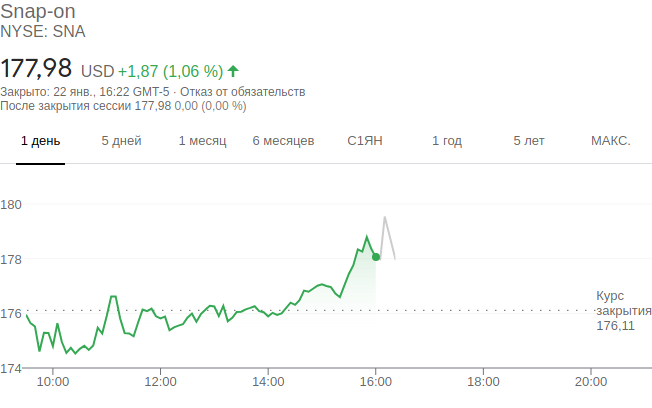 Snap-on
NYSE: SNA
177,98 USD +1,87 (1,06 %)
Закрыто: 22 янв., 16:22 GMT-5 · Отказ от обязательств
После закрытия сессии 177,98 0,00 (0,00 %)
1 день 5 дней 1 месяц 6 месяцев С1ЯН 1 год 5 лет МАКС.
180
178
176
174
Курс
закрытия
176,11
10:00 12:00 14:00 16:00 18:00 20:00